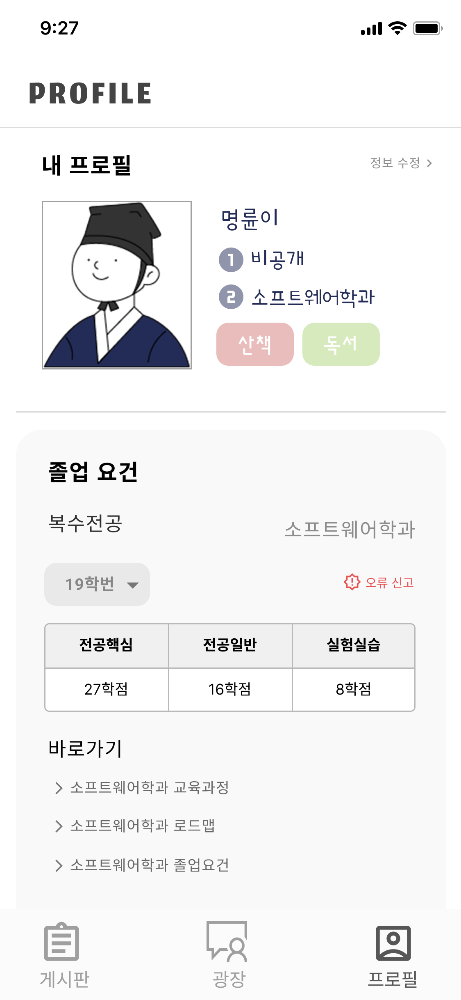 9:27
PROFILE
내 프로필
정보 수정
명륜이
1 비공개
2 소프트웨어학과
산책 독서
졸업 요건
복수전공
소프트웨어학과
19학번
오류 신고
전공핵심 전공일반 실험실습
27학점 16학점 8학점
바로가기
소프트웨어학과 교육과정
소프트웨어학과 로드맵
소프트웨어학과 졸업요건
게시판 광장 프로필